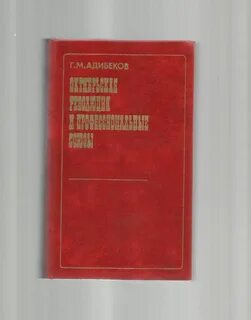 Г.М.АДИБЕКОВ
ОКТЯБРЬСКАЯ
РЕВОЛЮЦИЯ
И ПРОФЕССИОНАЛЬНЫЕ
СОЮЗЫ